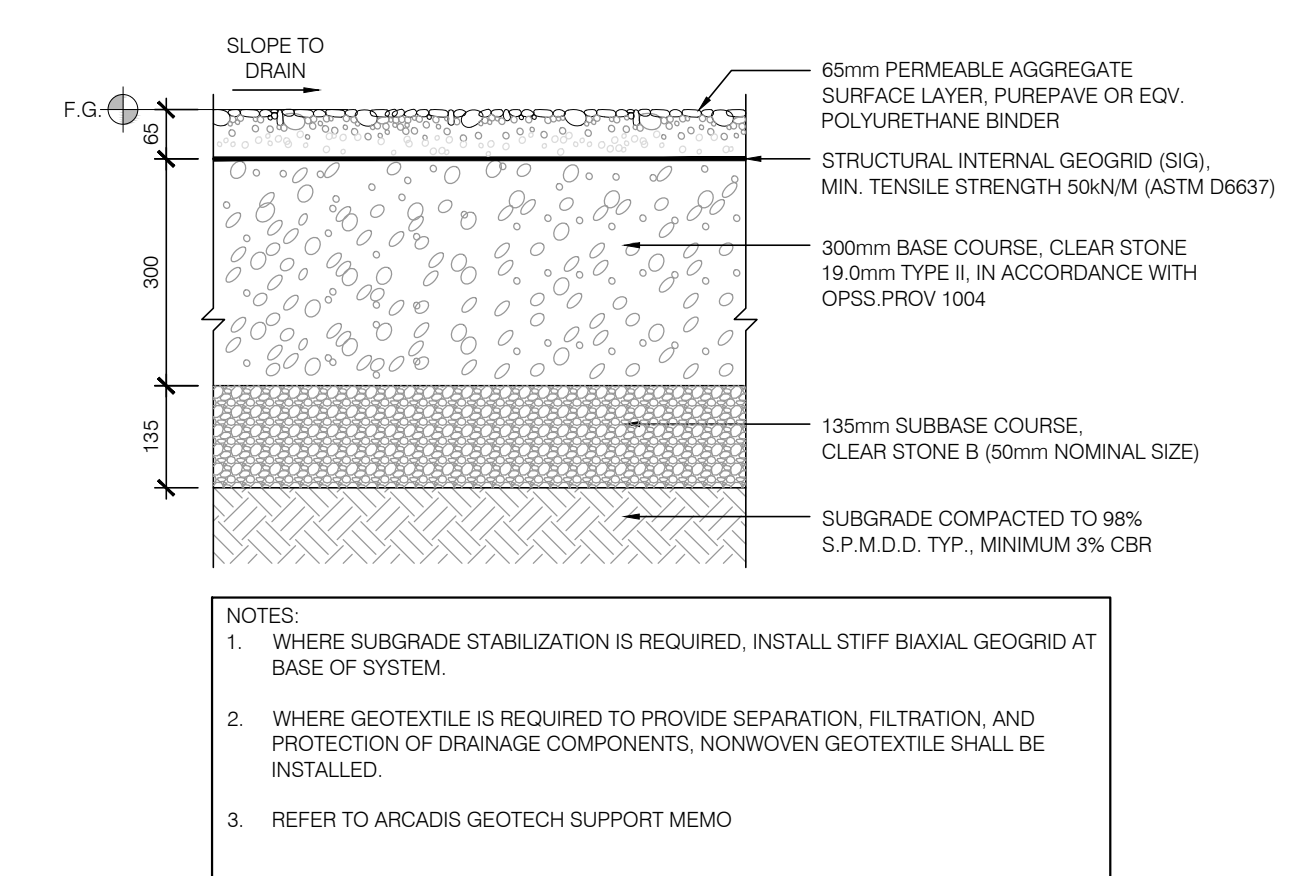 SLOPE TO
DRAIN
F.G.
65
300
135
65mm PERMEABLE AGGREGATE
SURFACE LAYER, PUREPAVE OR EQV.
POLYURETHANE BINDER
STRUCTURAL INTERNAL GEOGRID (SIG),
MIN. TENSILE STRENGTH 50kN/M (ASTM D6637)
300mm BASE COURSE, CLEAR STONE
19.0mm TYPE II, IN ACCORDANCE WITH
OPSS.PROV 1004
135mm SUBBASE COURSE,
CLEAR STONE B (50mm NOMINAL SIZE)
SUBGRADE COMPACTED TO 98%
S.P.M.D.D. TYP., MINIMUM 3% CBR
NOTES:
1. WHERE SUBGRADE STABILIZATION IS REQUIRED, INSTALL STIFF BIAXIAL GEOGRID AT
BASE OF SYSTEM.
2. WHERE GEOTEXTILE IS REQUIRED TO PROVIDE SEPARATION, FILTRATION, AND
PROTECTION OF DRAINAGE COMPONENTS, NONWOVEN GEOTEXTILE SHALL BE
INSTALLED.
3. REFER TO ARCADIS GEOTECH SUPPORT MEMO